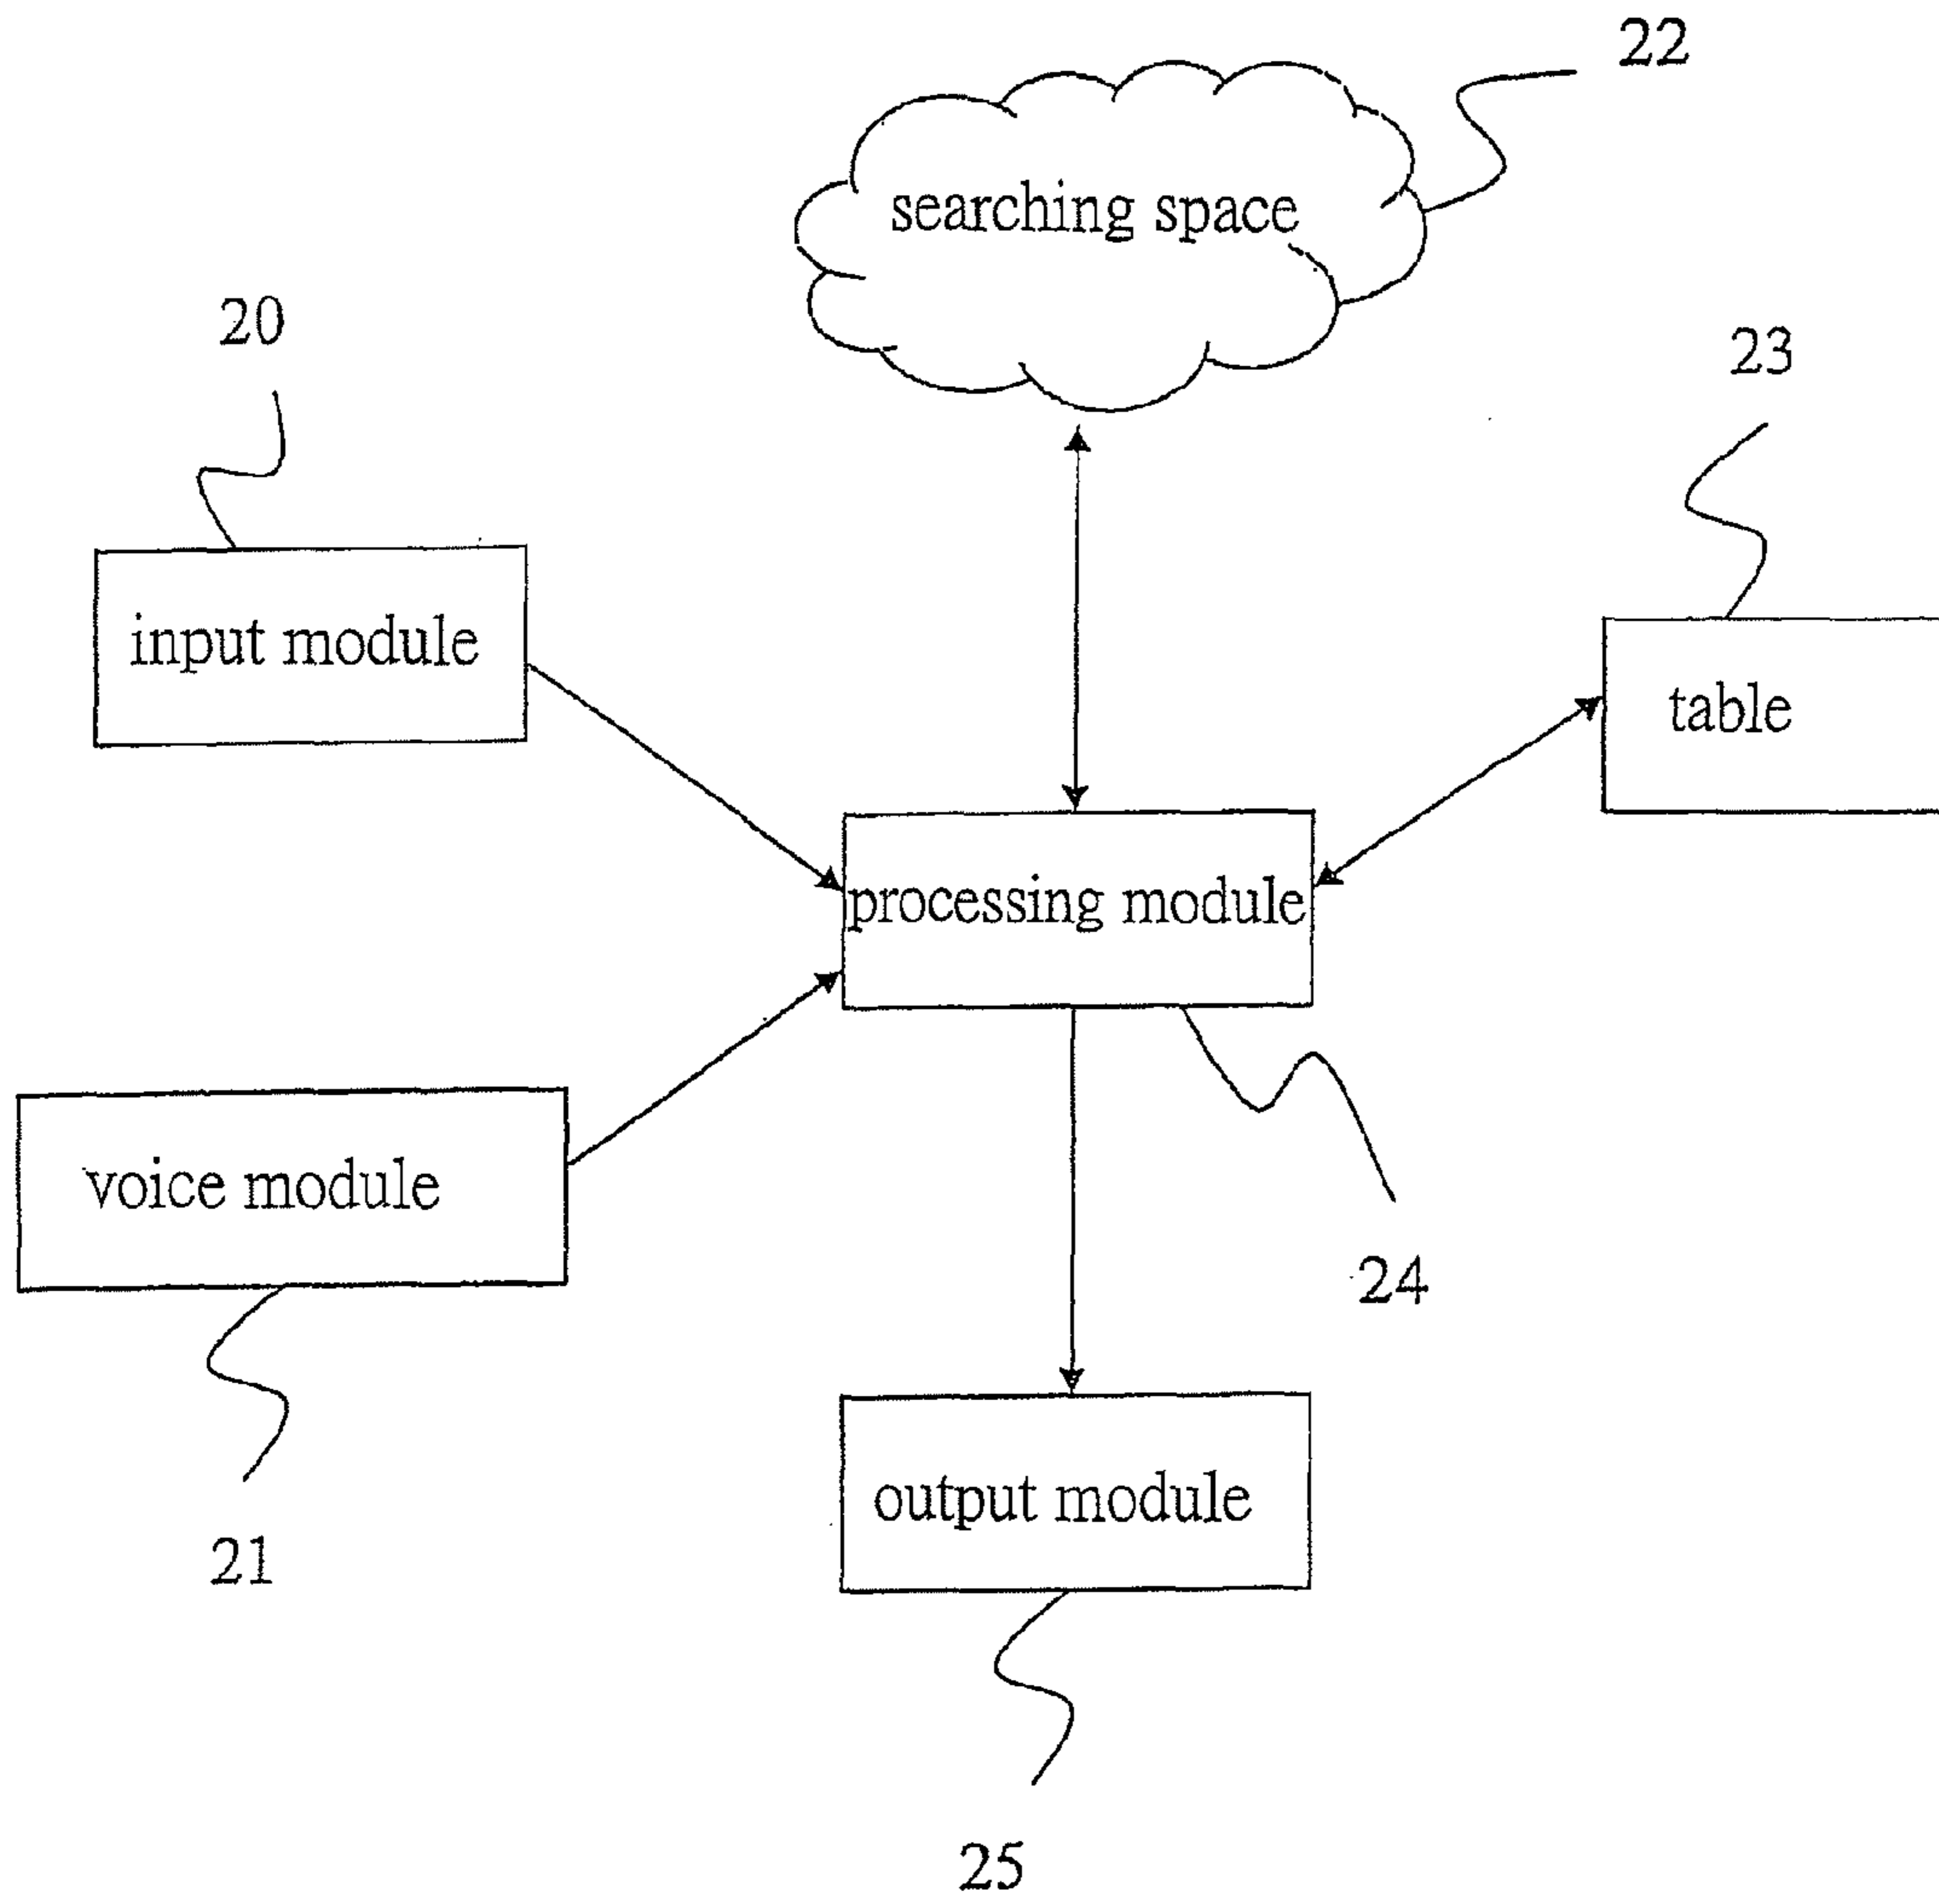 22
searching space
20
23
input module
table
processing module
voice module
24
21
output module
25